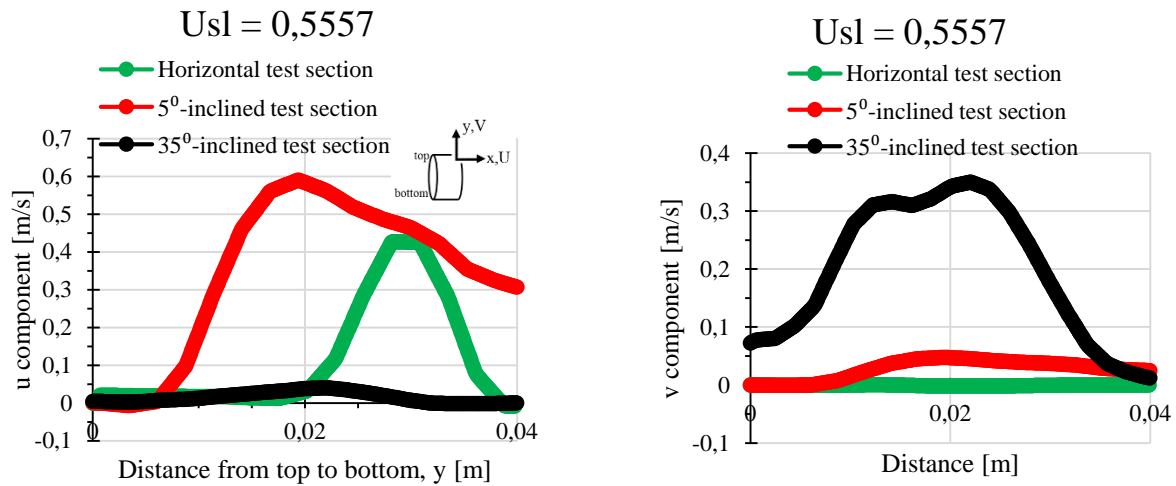 Usl = 0,5557
Horizontal test section
5⁰-inclined test section
35⁰-inclined test section
0,7
0,6
0,5
0,4
0,3
0,2
0,1
0
-0,1
u component [m/s]
y,V
top
x,U
bottom
0
0,02
0,04
Distance from top to bottom, y [m]
Usl = 0,5557
Horizontal test section
5⁰-inclined test section
35⁰-inclined test section
0,4
0,3
0,2
0,1
0
-0,1
v component [m/s]
0
0,02
0,04
Distance [m]